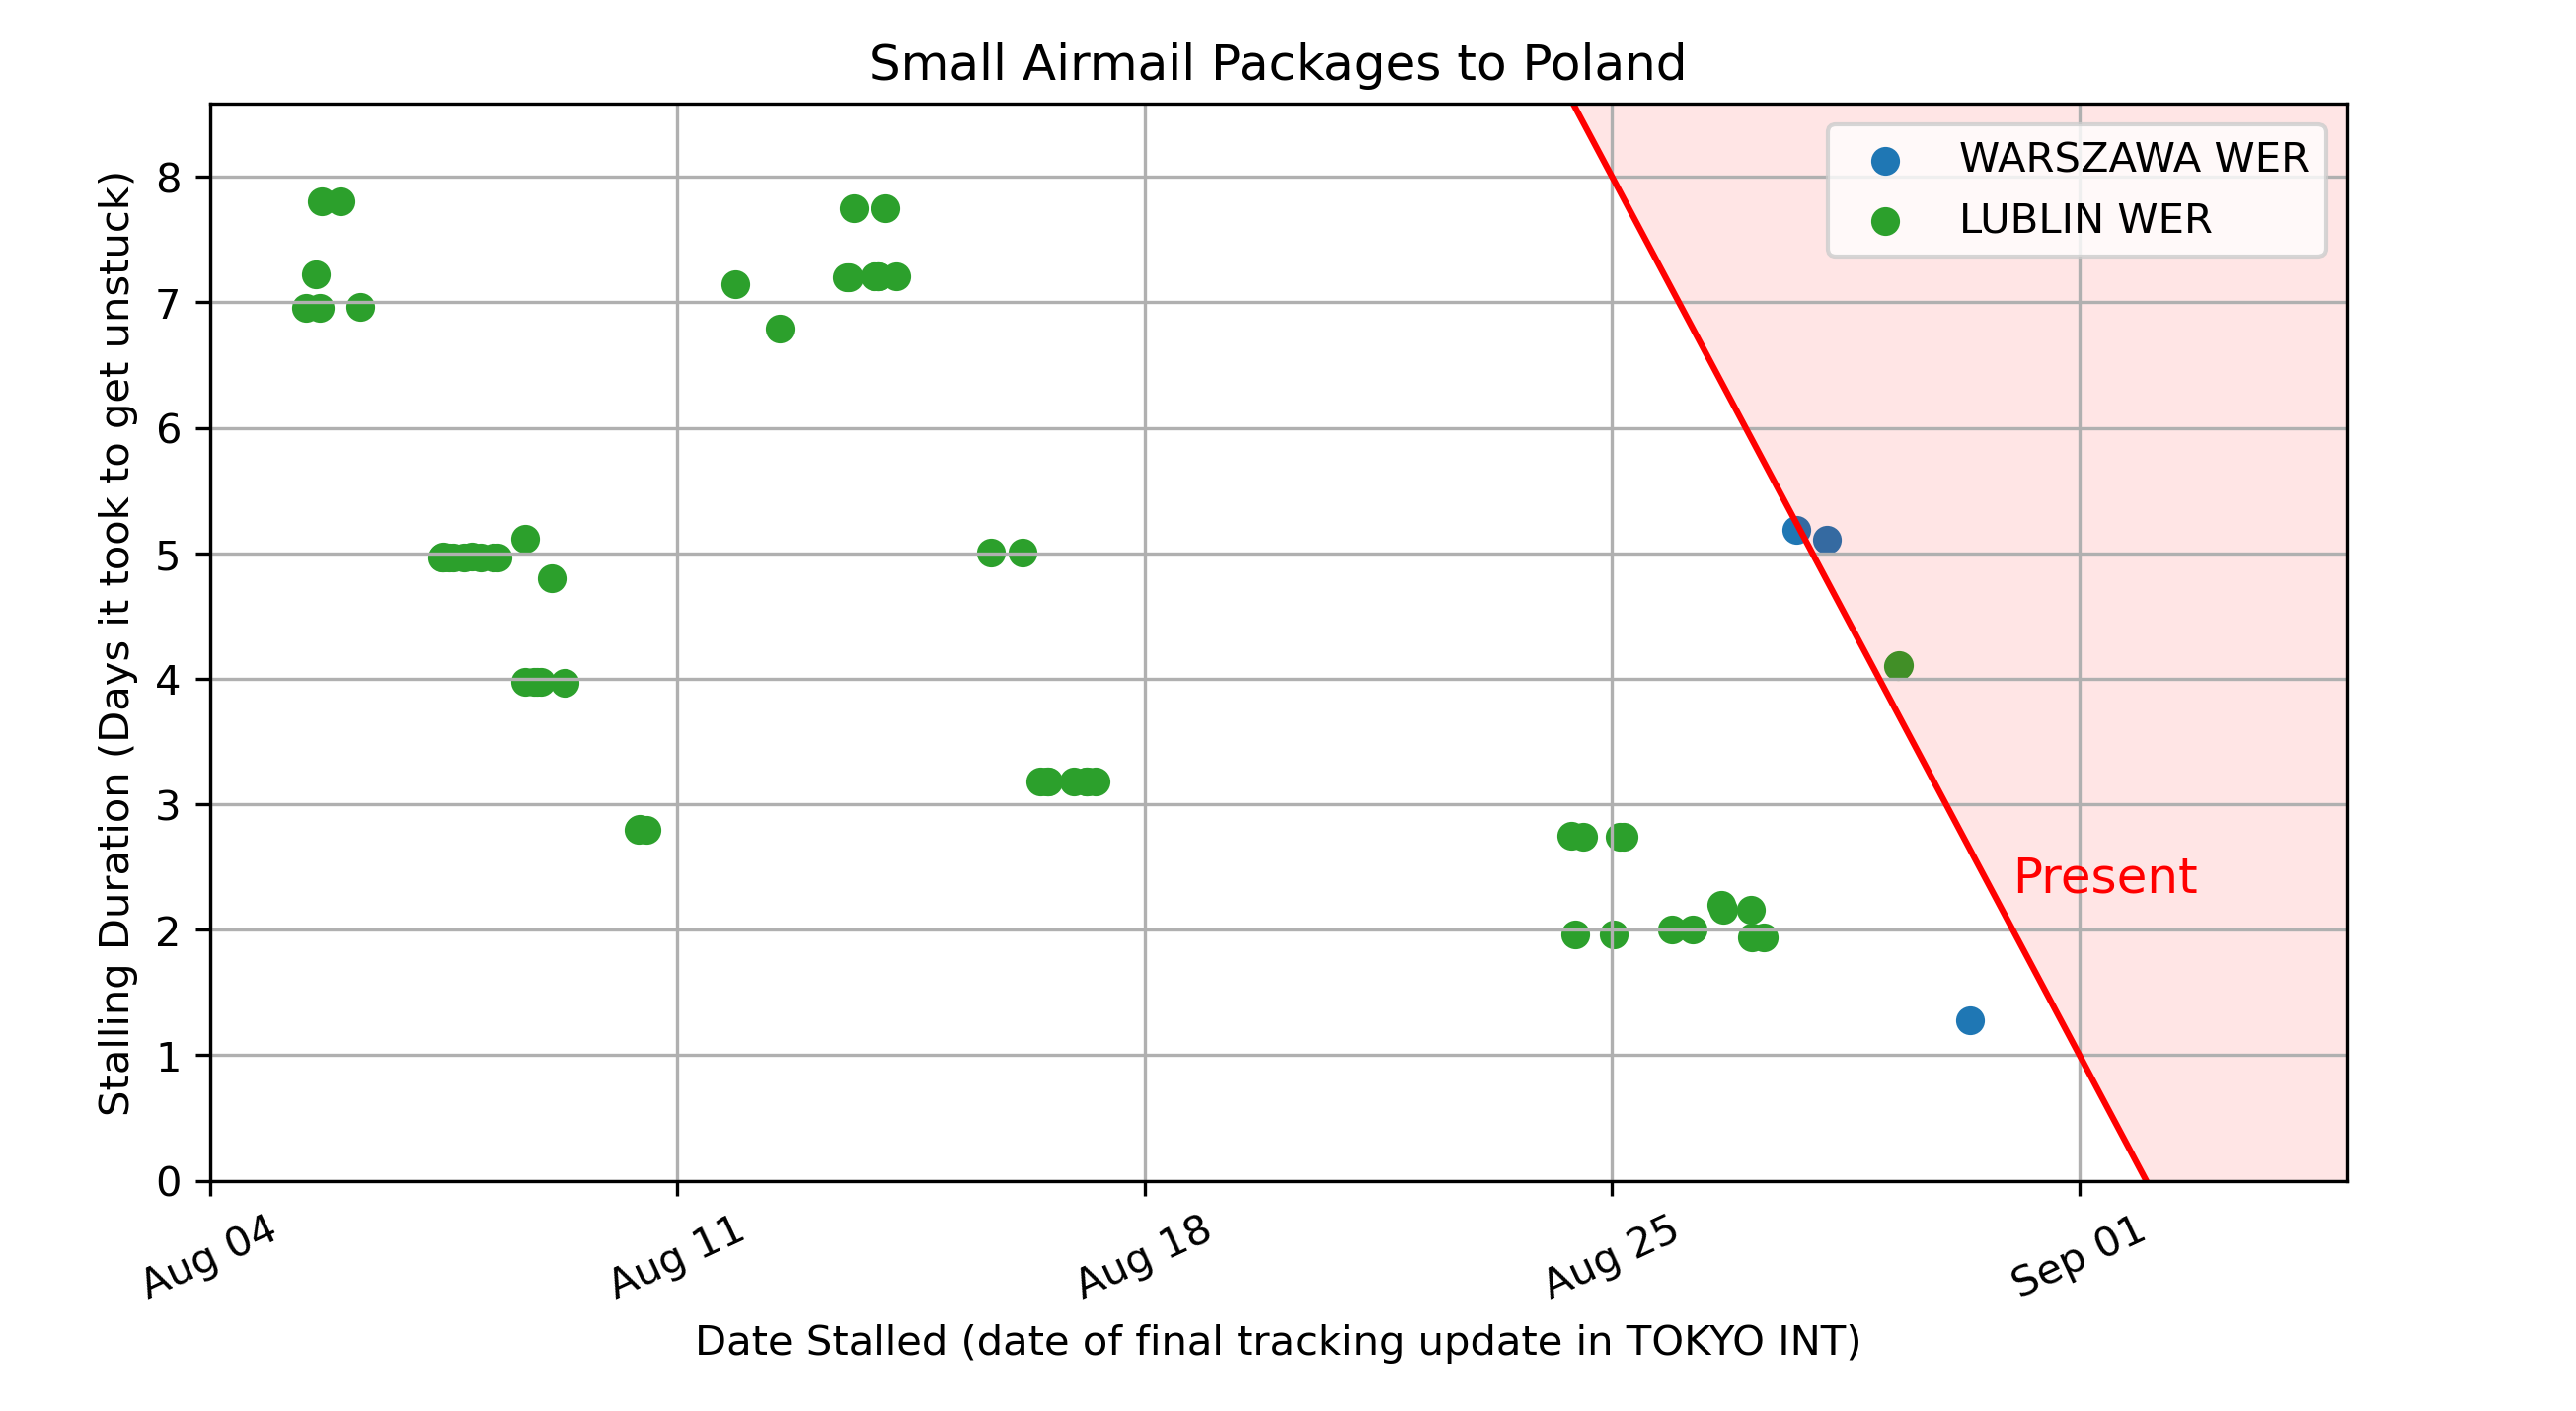 Small Airmail Packages to Poland
Stalling Duration (Days it took to get unstuck)
8
7
6
5
4
3
2
1
0
WARSZAWA WER
LUBLIN WER
Present
Aug 04
Aug 11
Aug 18
Aug 25
Sep 01
Date Stalled (date of final tracking update in TOKYO INT)